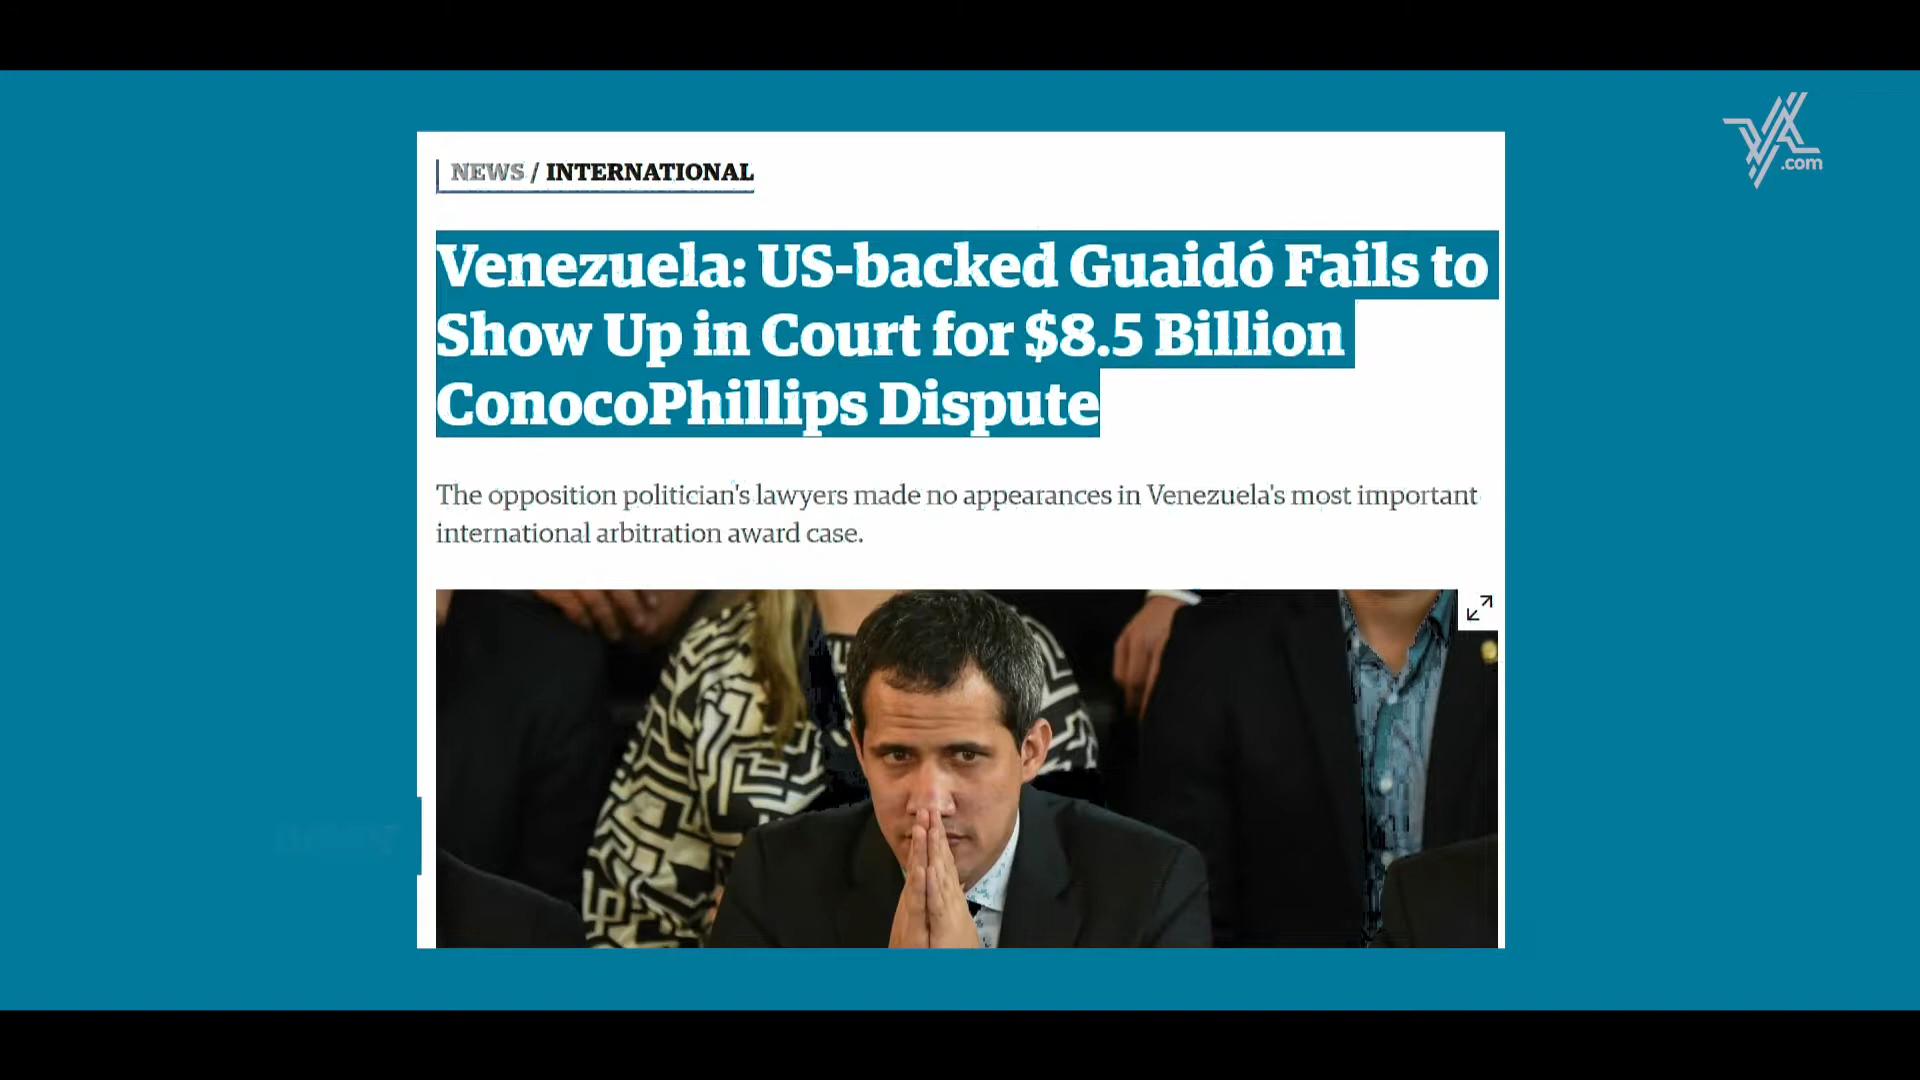 VA
.com
NEWS / INTERNATIONAL
Venezuela: US-backed Guaidó Fails to
Show Up in Court for $8.5 Billion
ConocoPhillips Dispute
The opposition politician's lawyers made no appearances in Venezuela's most important
international arbitration award case.